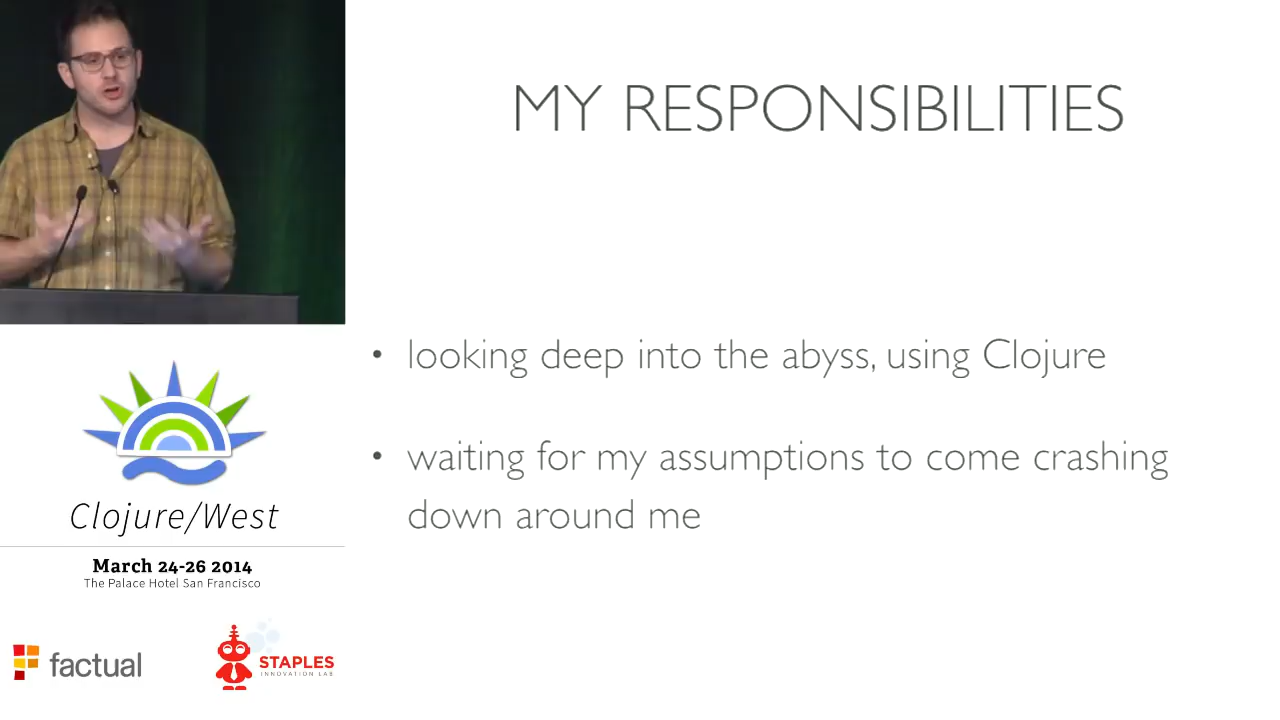 MY RESPONSIBILITIES
• looking deep into the abyss, using Clojure
• waiting for my assumptions to come crashing
down around me
Clojure/West
March 24-26 2014
The Palace Hotel San Francisco
factual
STAPLES
INNOVATION LAB